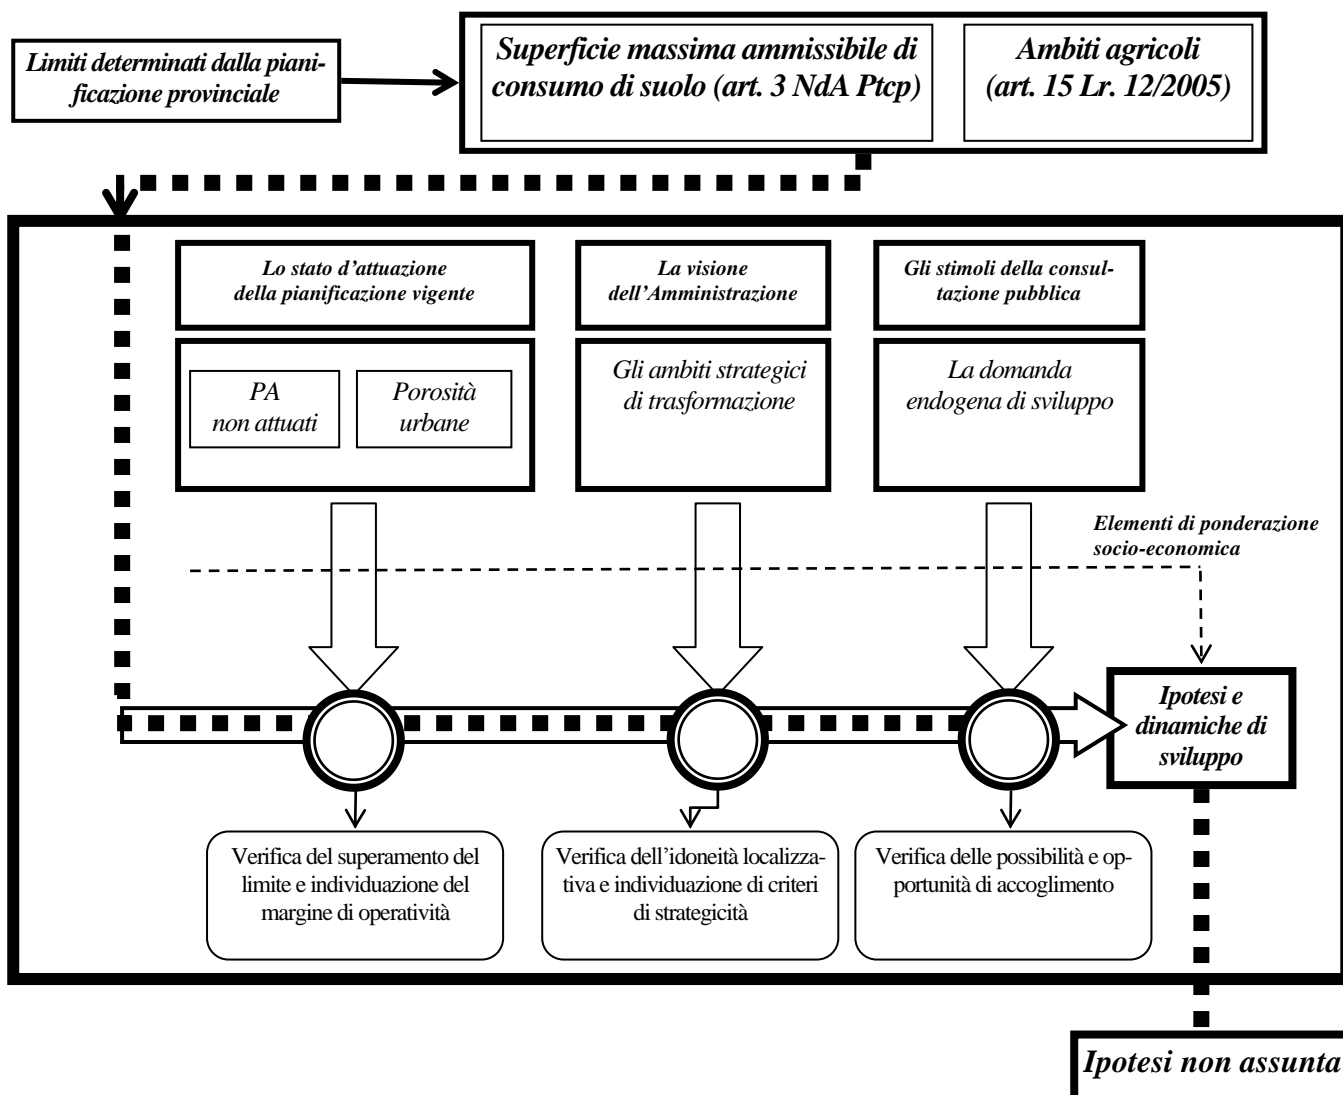 Limiti determinati dalla piani-
ficazione provinciale
Superficie massima ammissibile di
consumo di suolo (art. 3 NdA Ptcp)
Ambiti agricoli
(art. 15 Lr. 12/2005)
Lo stato d’attuazione
della pianificazione vigente
La visione
dell’Amministrazione
Gli stimoli della consul-
tazione pubblica
PA
non attuati
Porosità
urbane
Gli ambiti strategici
di trasformazione
La domanda
endogena di sviluppo
Elementi di ponderazione
socio-economica
Ipotesi e
dinamiche di
sviluppo
Verifica del superamento del
limite e individuazione del
margine di operatività
Verifica dell’idoneità localizza-
tiva e individuazione di criteri
di strategicità
Verifica delle possibilità e op-
portunità di accoglimento
Ipotesi non assunta